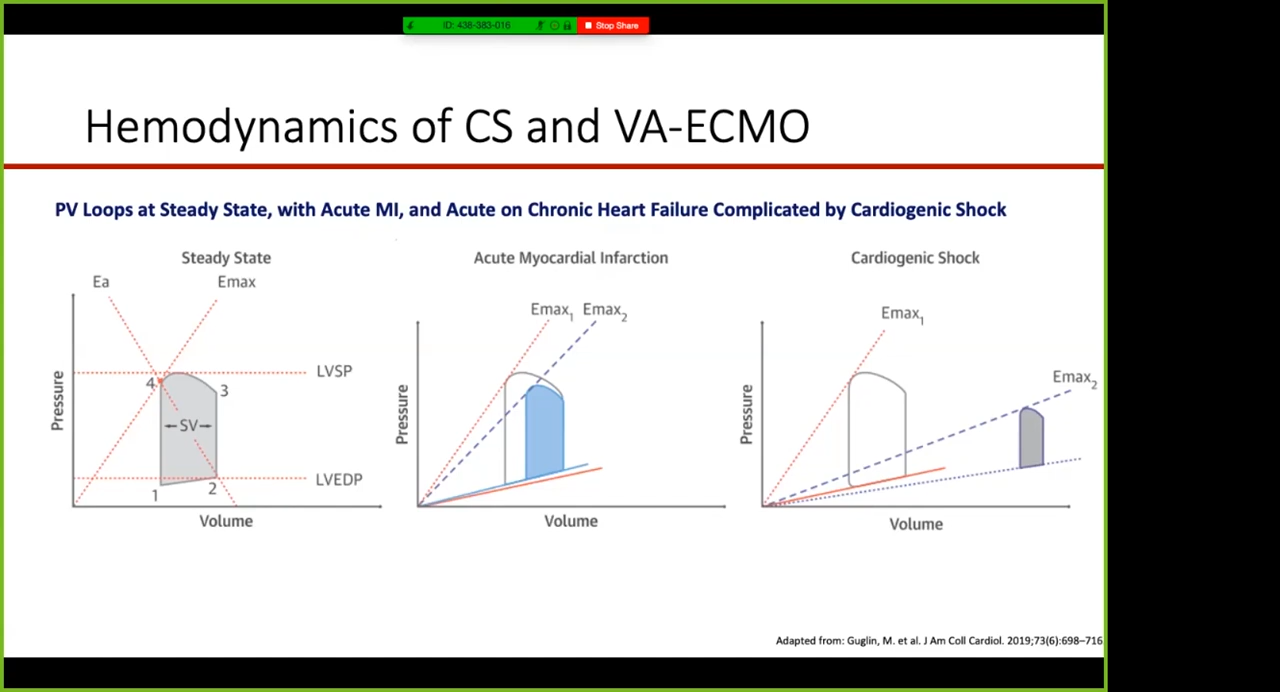 ID: 438-383-016 Stop Share
Hemodynamics of CS and VA-ECMO
PV Loops at Steady State, with Acute MI, and Acute on Chronic Heart Failure Complicated by Cardiogenic Shock
Steady State
Ea Emax
LVSP
4
3
SV
LVEDP
1
2
Pressure
Volume
Acute Myocardial Infarction
Emax1 Emax2
Pressure
Volume
Cardiogenic Shock
Emax1
Emax2
Pressure
Volume
Adapted from: Guglin, M. et al. J Am Coll Cardiol. 2019;73(6):698–716